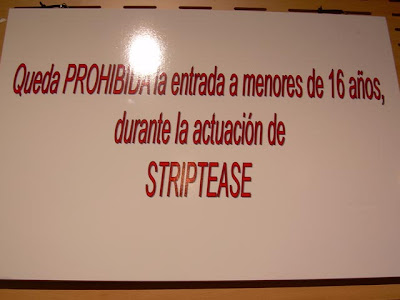 Queda PROHIBIDA la entrada a menores de 16 años,
durante la actuación de
STRIPTEASE